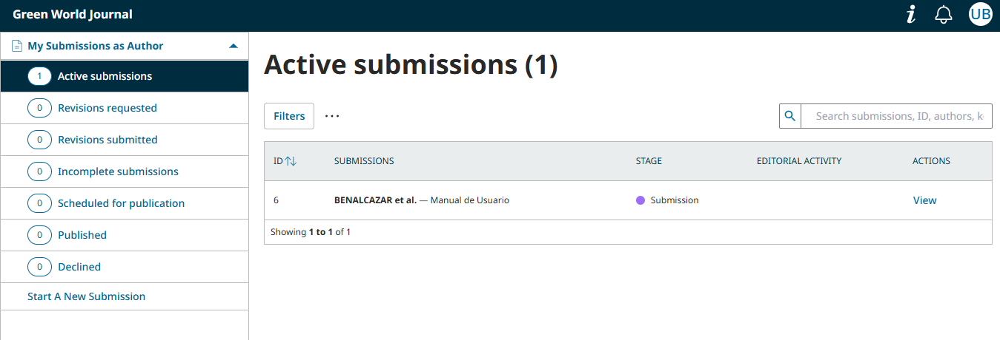 Green World Journal
UB
My Submissions as Author
1 Active submissions
0 Revisions requested
0 Revisions submitted
0 Incomplete submissions
0 Scheduled for publication
0 Published
0 Declined
Start A New Submission
Active submissions (1)
Filters
Search submissions, ID, authors, k
ID SUBMISSIONS STAGE EDITORIAL ACTIVITY ACTIONS
6 BENALCAZAR et al. — Manual de Usuario Submission View
Showing 1 to 1 of 1